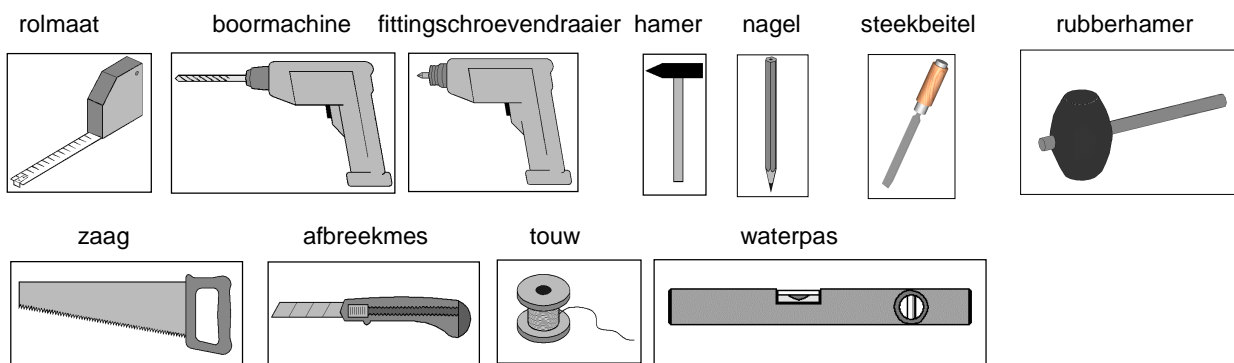 rolmaat boormachine fittingschroevendraaier hamer nagel steekbeitel rubberhamer
zaag afbreekmes touw waterpas